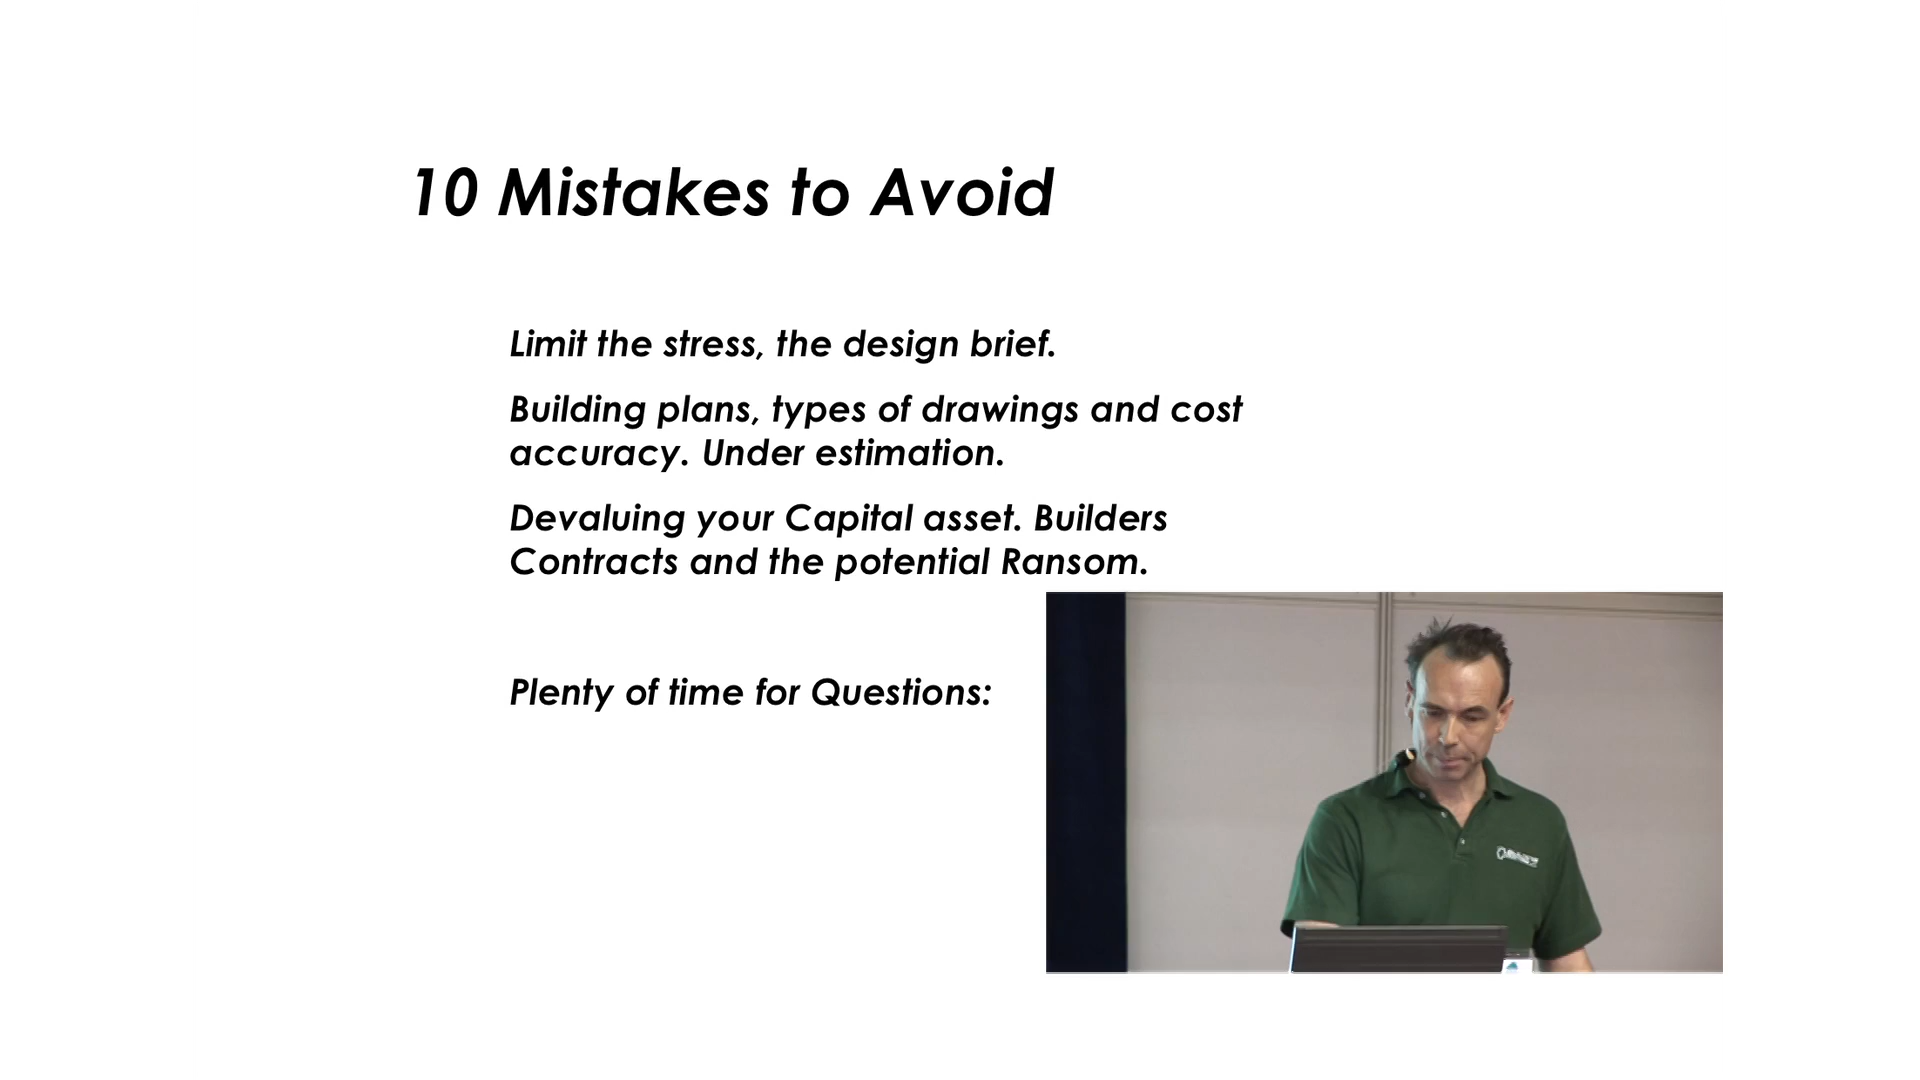 10 Mistakes to Avoid
Limit the stress, the design brief.
Building plans, types of drawings and cost
accuracy. Under estimation.
Devaluing your Capital asset. Builders
Contracts and the potential Ransom.
Plenty of time for Questions: